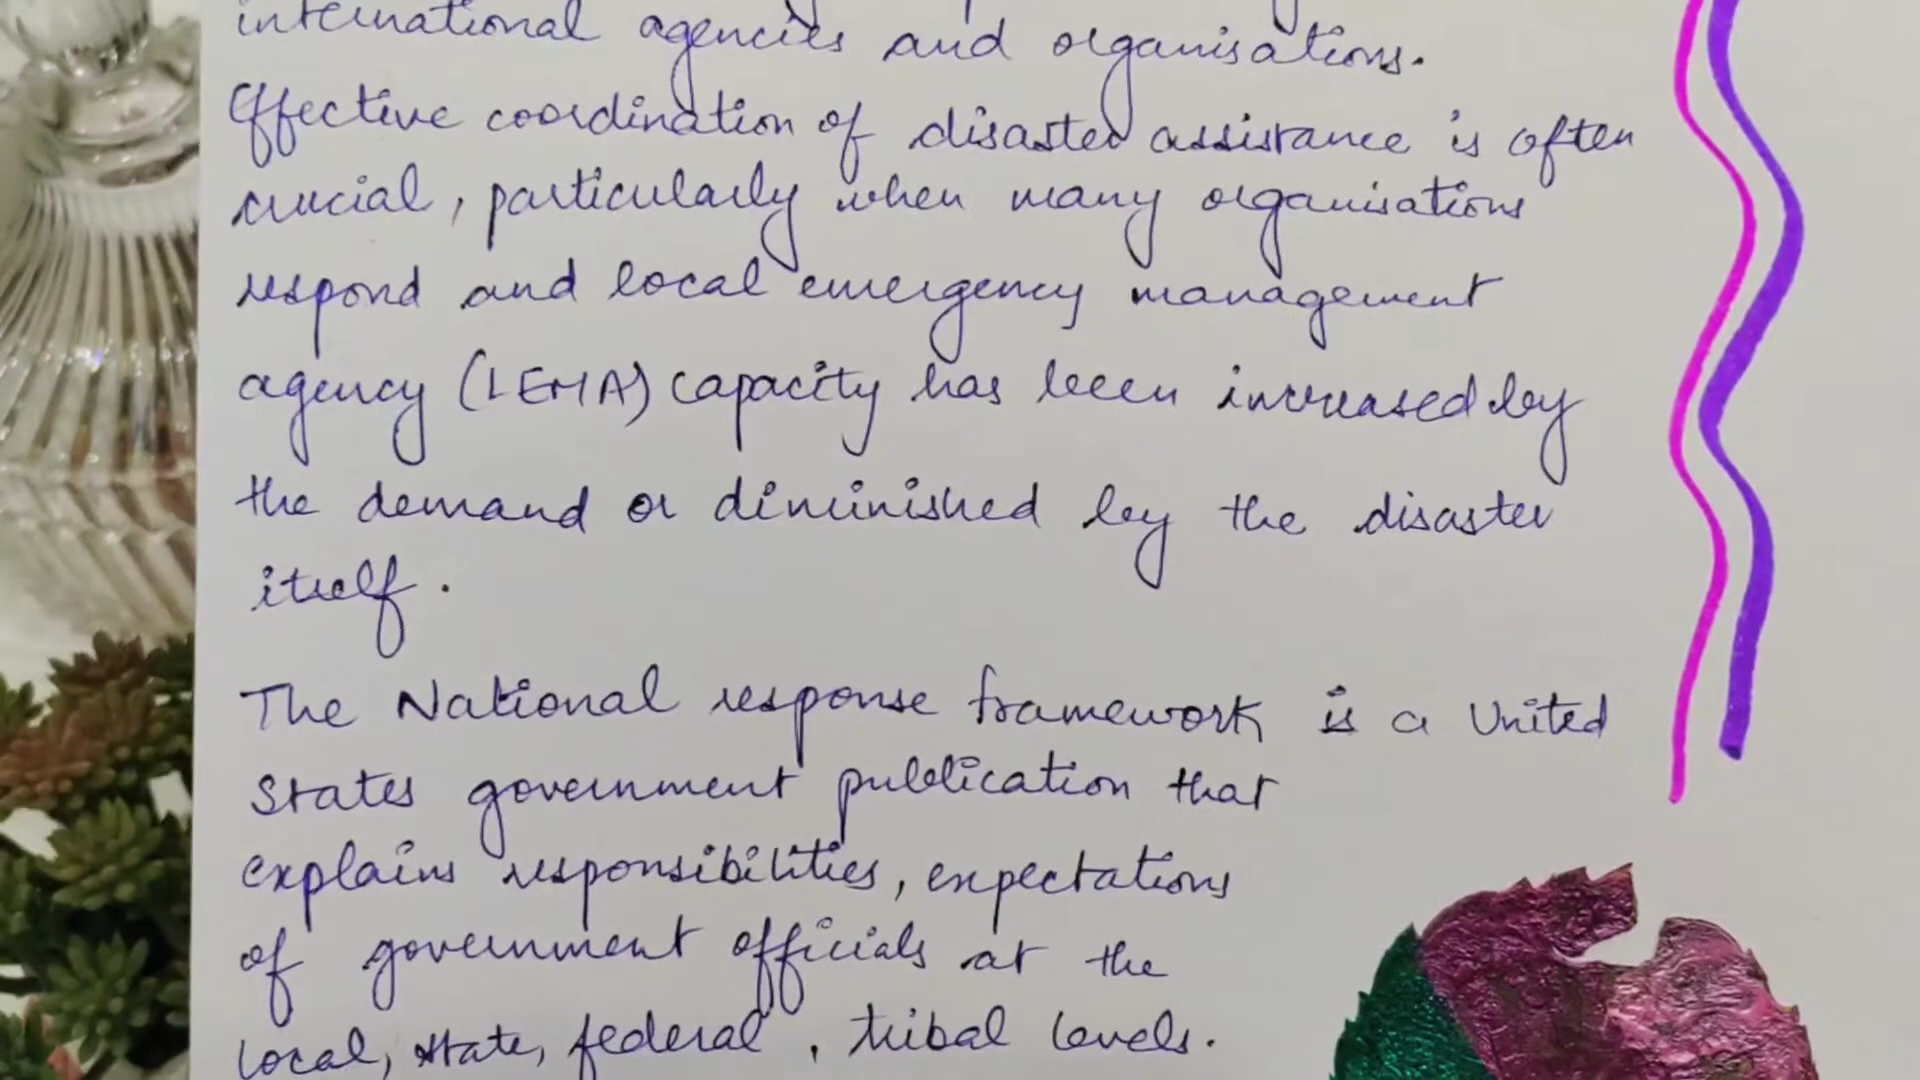 international agencies and organisations.
Effective coordination of disaster assistance is often
crucial, particularly when many organisations
respond and local emergency management
agency (LEMA) capacity has been increased by
the demand or diminished by the disaster
itself.
The National response framework is a United
States government publication that
explains responsibilities, expectations
of government officials at the
local, state, federal, tribal levels.